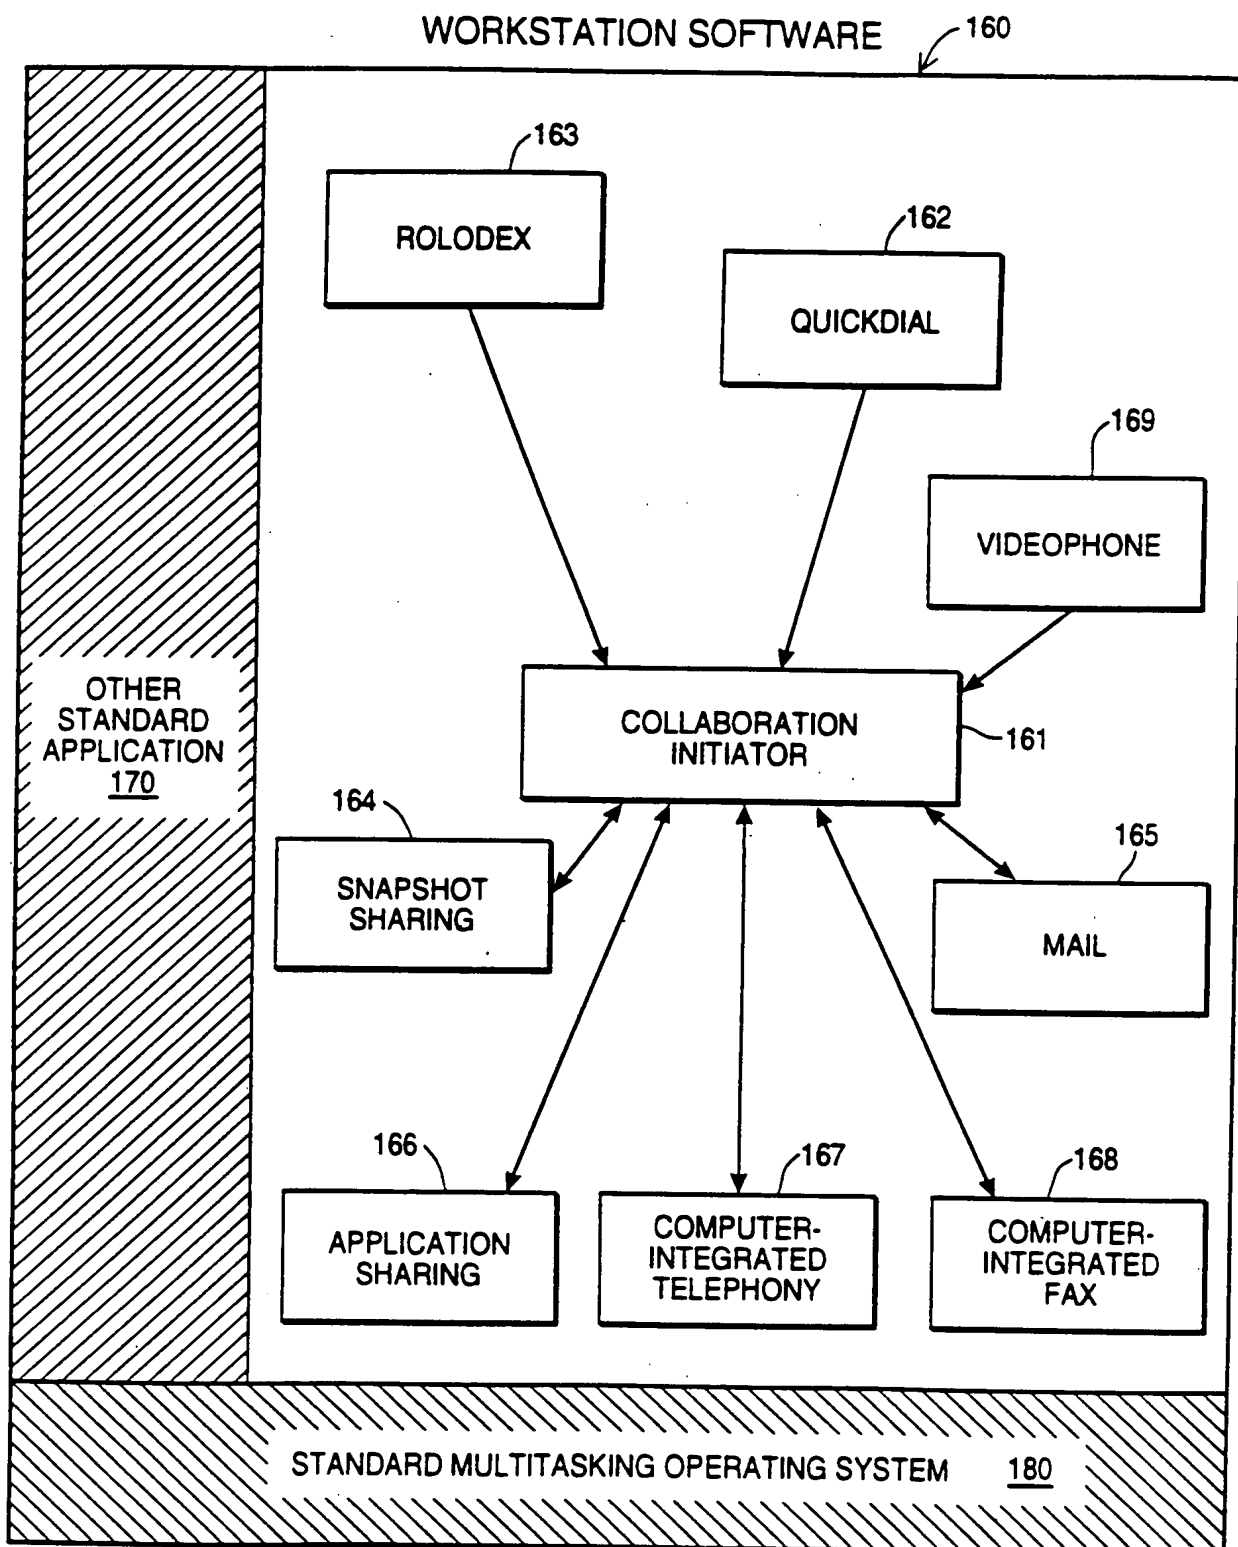 WORKSTATION SOFTWARE
160
163
ROLODEX
162
QUICKDIAL
169
VIDEOPHONE
COLLABORATION
INITIATOR
161
OTHER
STANDARD
APPLICATION
170
164
SNAPSHOT
SHARING
165
MAIL
166
APPLICATION
SHARING
167
COMPUTER-
INTEGRATED
TELEPHONY
168
COMPUTER-
INTEGRATED
FAX
STANDARD MULTITASKING OPERATING SYSTEM 180